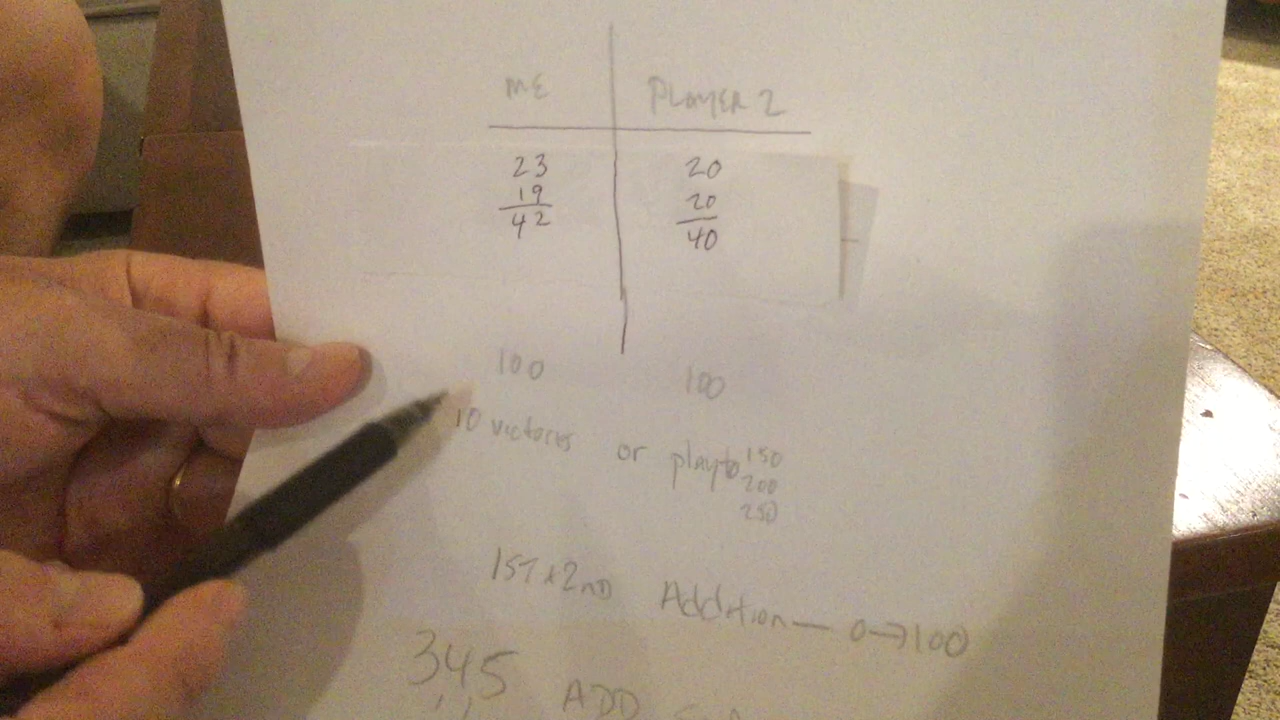 ME PLAYER 2
23 20
19 20
42 40
100 100
10 victories or play to 150
200
250
1ST + 2ND Addition — 0→100
345 ADD